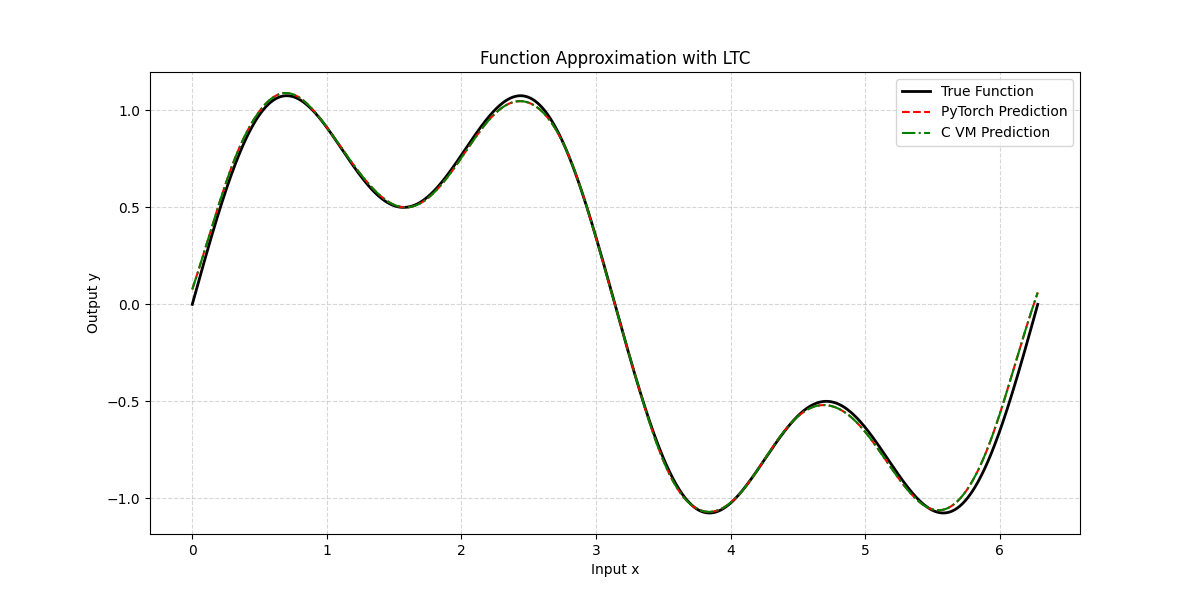 Function Approximation with LTC
True Function
PyTorch Prediction
C VM Prediction
1.0
0.5
0.0
−0.5
−1.0
Output y
0 1 2 3 4 5 6
Input x